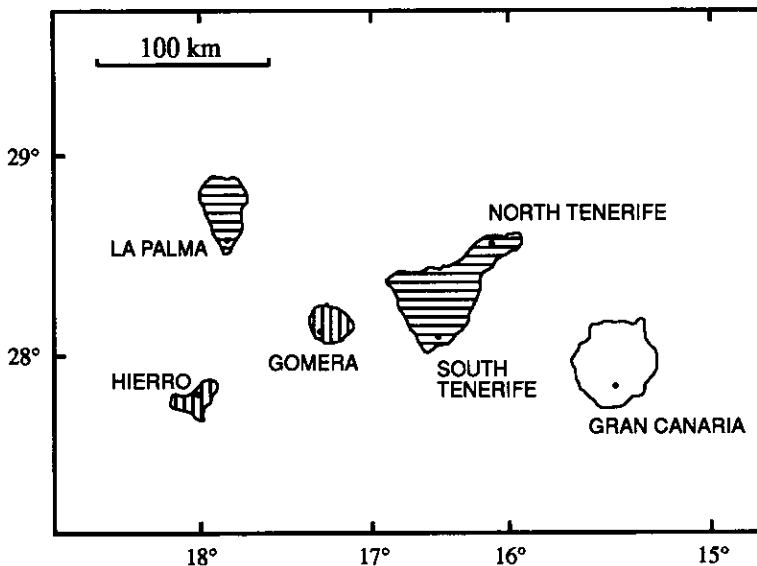 100 km
29°
NORTH TENERIFE
LA PALMA
28°
GOMERA
HIERRO
SOUTH
TENERIFE
GRAN CANARIA
18°
17°
16°
15°